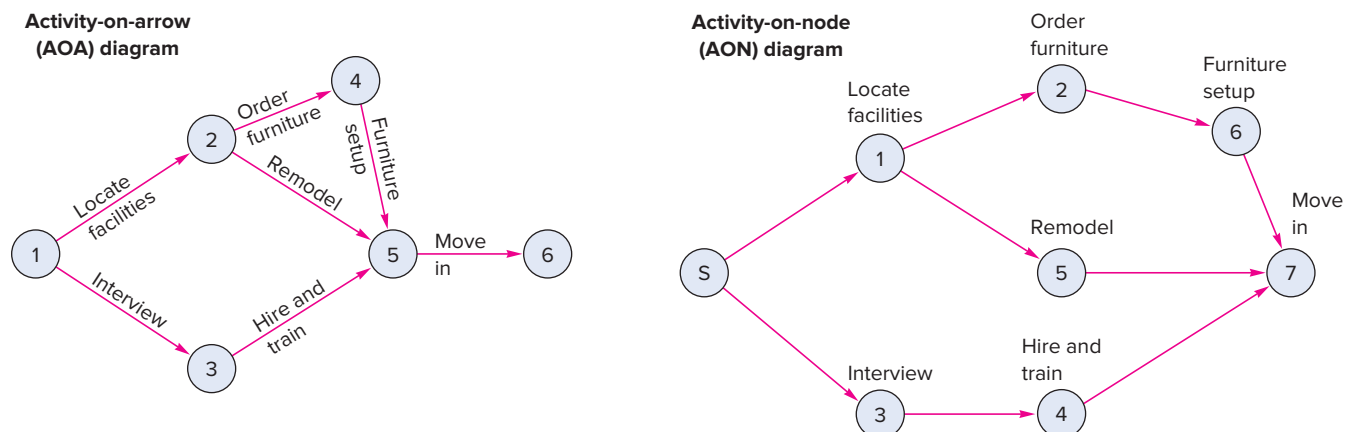 Activity-on-arrow
(AOA) diagram
4
Order
furniture
Furniture
setup
2
Remodel
Locate
facilities
1
5
Move
in
6
Interview
Hire and
train
3
Activity-on-node
(AON) diagram
Order
furniture
2
Furniture
setup
6
Locate
facilities
1
Move
in
Remodel
S
5
7
Interview
3
Hire and
train
4